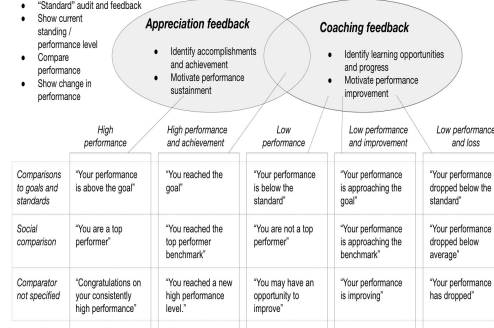 • "Standard" audit and feedback
• Show current
standing /
performance level
• Compare
performance
• Show change in
performance
Appreciation feedback
• Identify accomplishments
and achievement
• Motivate performance
sustainment
Coaching feedback
• Identify learning opportunities
and progress
• Motivate performance
improvement
High
performance
High performance
and achievement
Low
performance
Low performance
and improvement
Low performance
and loss
Comparisons
to goals and
standards
"Your performance
is above the goal"
"You reached the
goal"
"Your performance
is below the
standard"
"Your performance
is approaching the
goal"
"Your performance
dropped below the
standard"
Social
comparison
"You are a top
performer"
"You reached the
top performer
benchmark"
"You are not a top
performer"
"Your performance
is approaching the
benchmark"
"Your performance
dropped below
average"
Comparator
not specified
"Congratulations on
your consistently
high performance"
"You reached a new
high performance
level."
"You may have an
opportunity to
improve"
"Your performance
is improving"
"Your performance
has dropped"